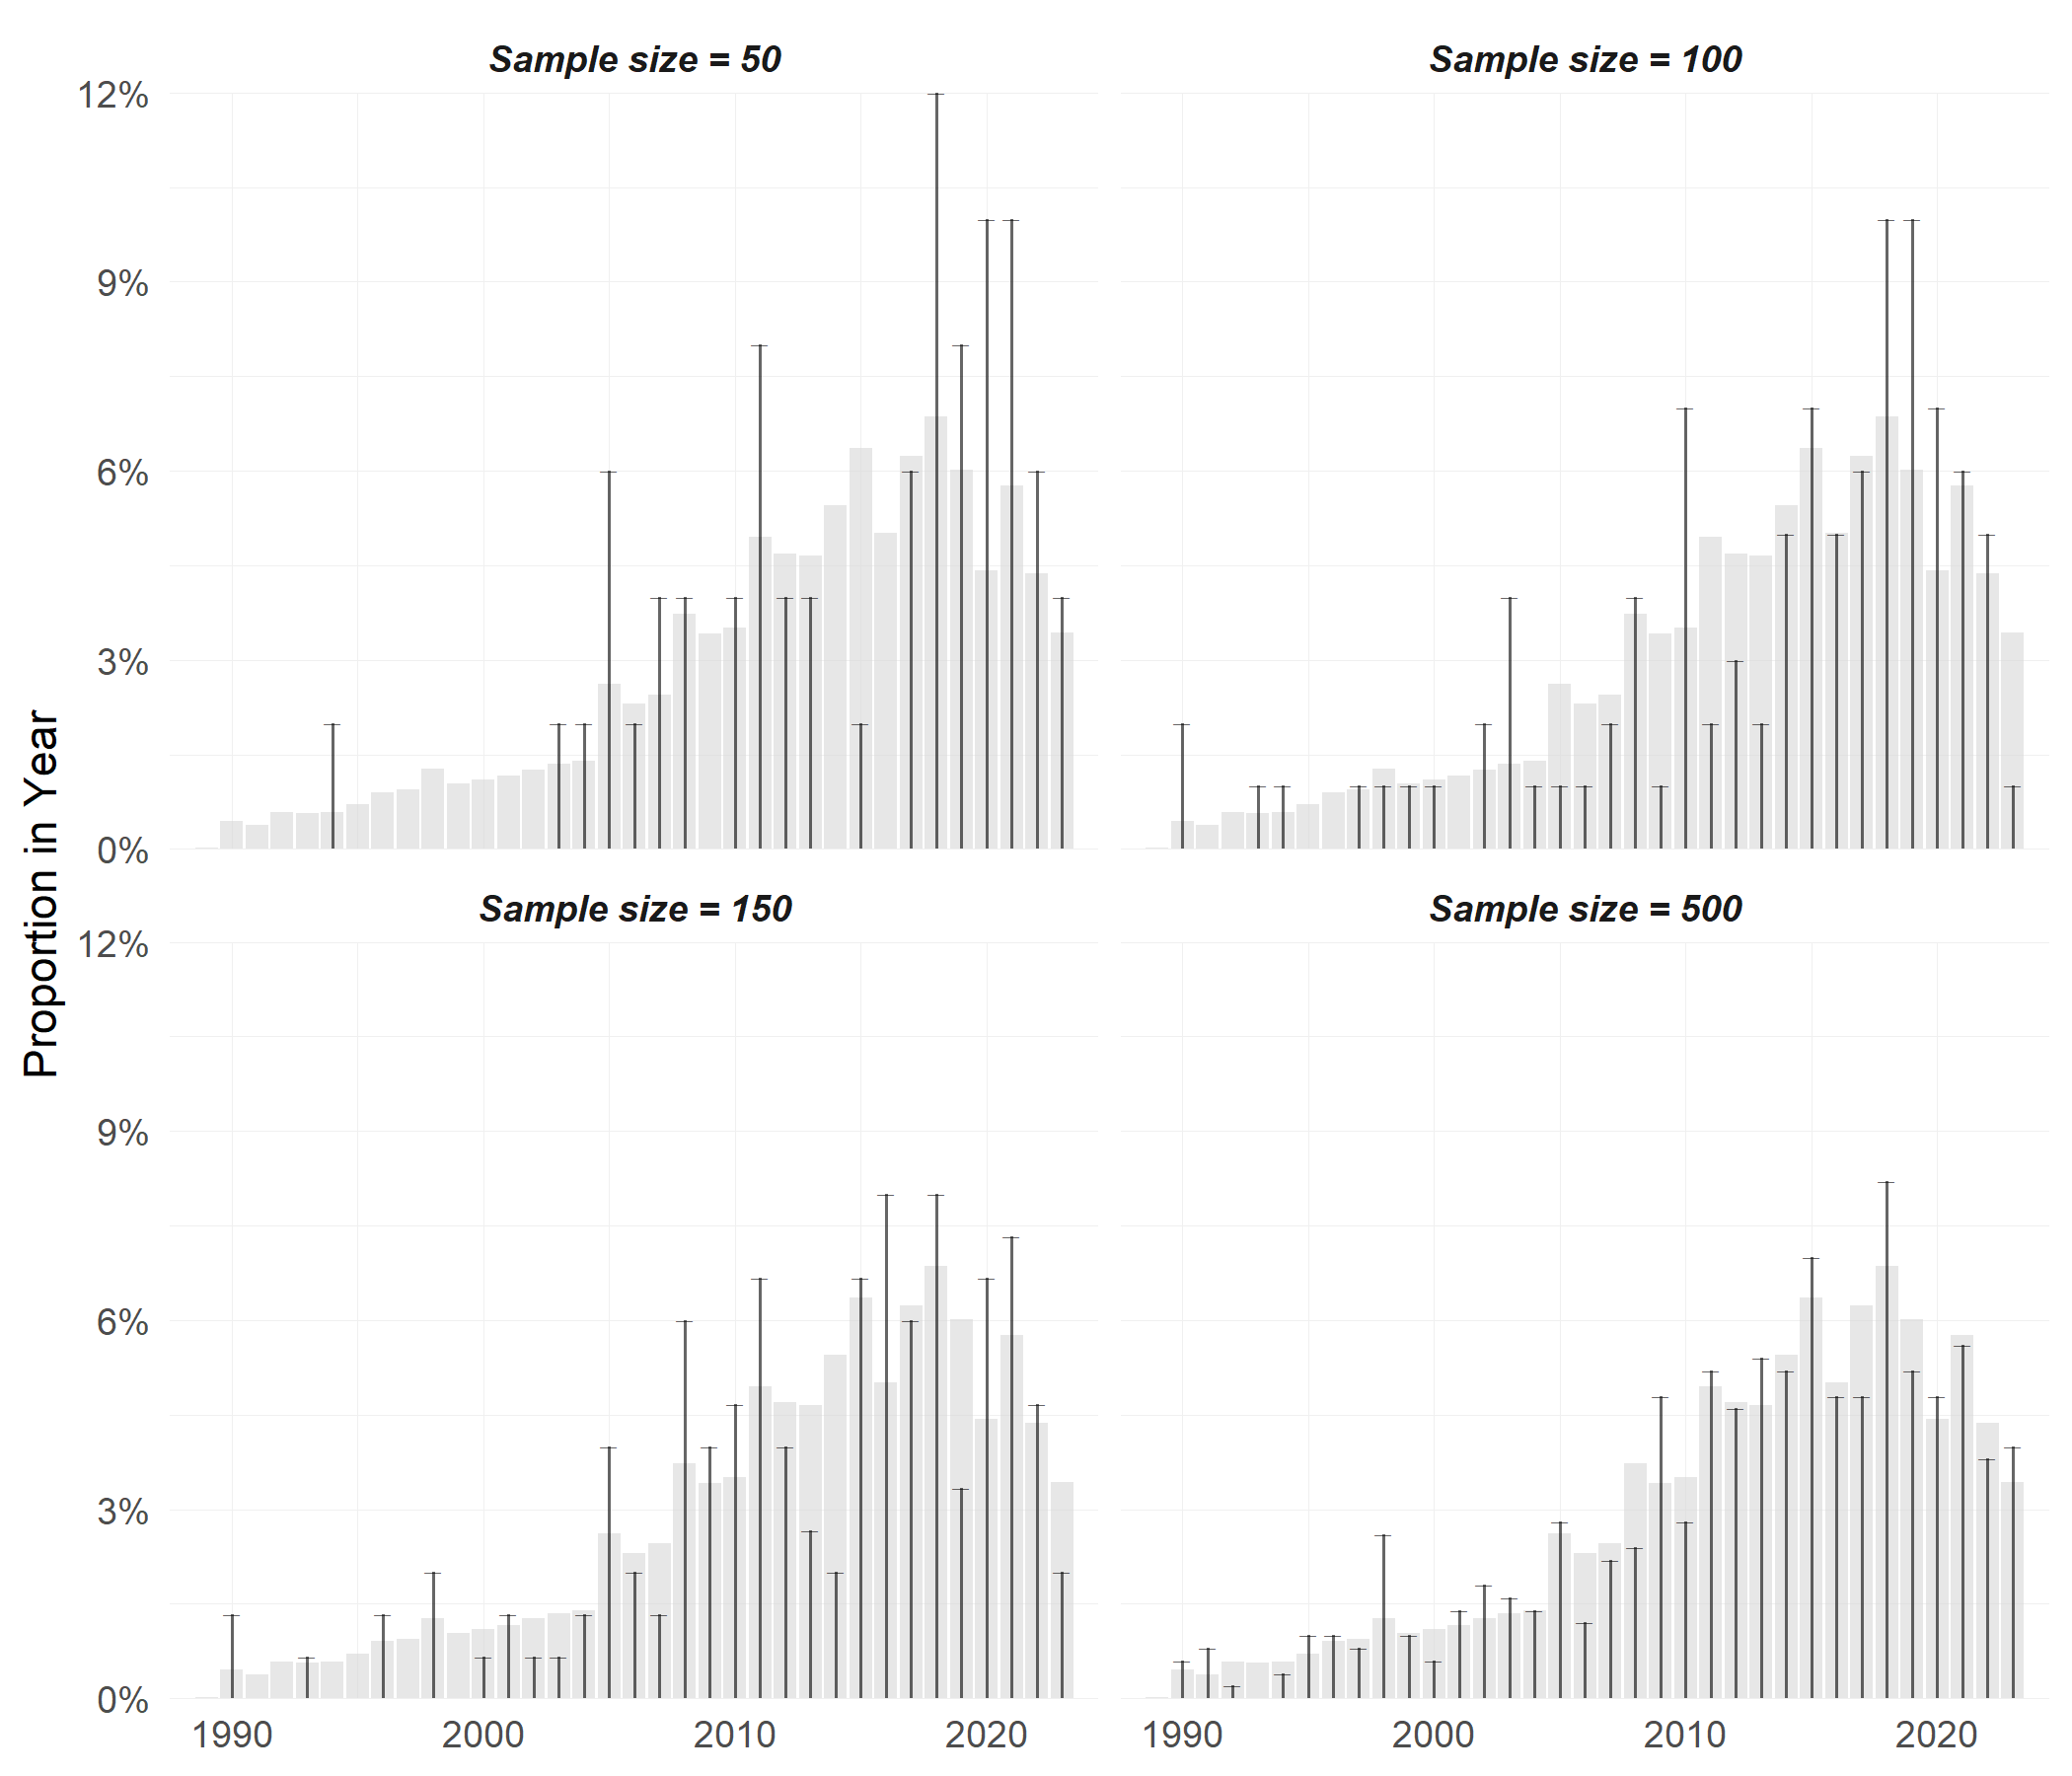 Sample size = 50
Sample size = 100
12%
9%
6%
3%
0%
Proportion in Year
Sample size = 150
Sample size = 500
12%
9%
6%
3%
0%
1990 2000 2010 2020
1990 2000 2010 2020